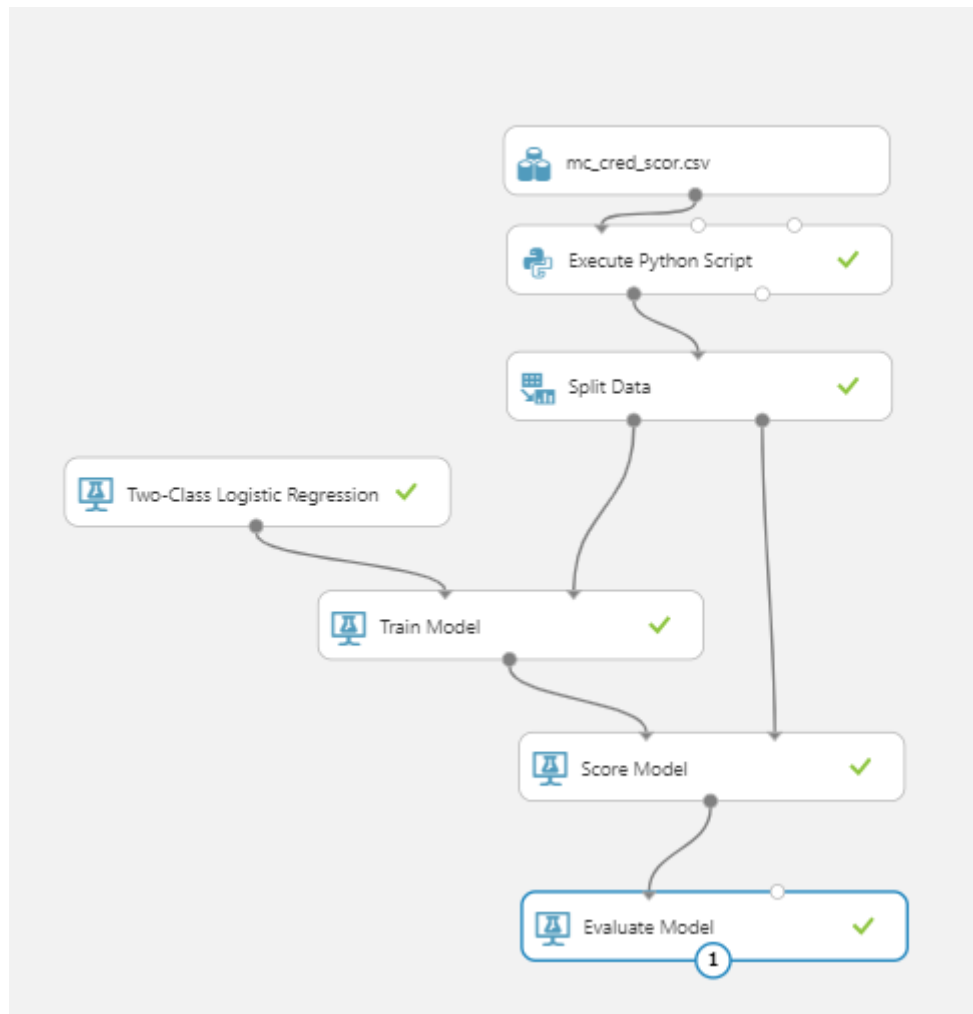 mc_cred_scor.csv
Execute Python Script
Split Data
Two-Class Logistic Regression
Train Model
Score Model
Evaluate Model
1